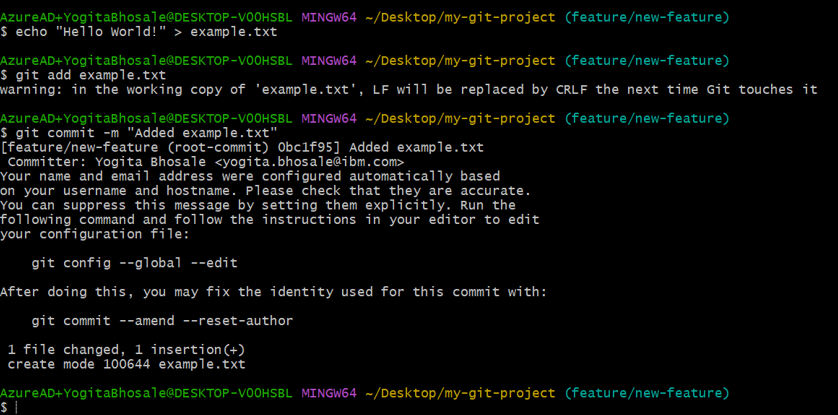 AzureAD+YogitaBhosale@DESKTOP-VO0HSBL MINGW64 ~/Desktop/my-git-project (feature/new-feature)
$ echo "Hello World!" > example.txt
AzureAD+YogitaBhosale@DESKTOP-VO0HSBL MINGW64 ~/Desktop/my-git-project (feature/new-feature)
$ git add example.txt
warning: in the working copy of 'example.txt', LF will be replaced by CRLF the next time Git touches it
AzureAD+YogitaBhosale@DESKTOP-VO0HSBL MINGW64 ~/Desktop/my-git-project (feature/new-feature)
$ git commit -m "Added example.txt"
[feature/new-feature (root-commit) 0bc1f95] Added example.txt
 Committer: Yogita Bhosale <yogita.bhosale@ibm.com>
Your name and email address were configured automatically based
on your username and hostname. Please check that they are accurate.
You can suppress this message by setting them explicitly. Run the
following command and follow the instructions in your editor to edit
your configuration file:
    git config --global --edit
After doing this, you may fix the identity used for this commit with:
    git commit --amend --reset-author
 1 file changed, 1 insertion(+)
 create mode 100644 example.txt
AzureAD+YogitaBhosale@DESKTOP-VO0HSBL MINGW64 ~/Desktop/my-git-project (feature/new-feature)
$